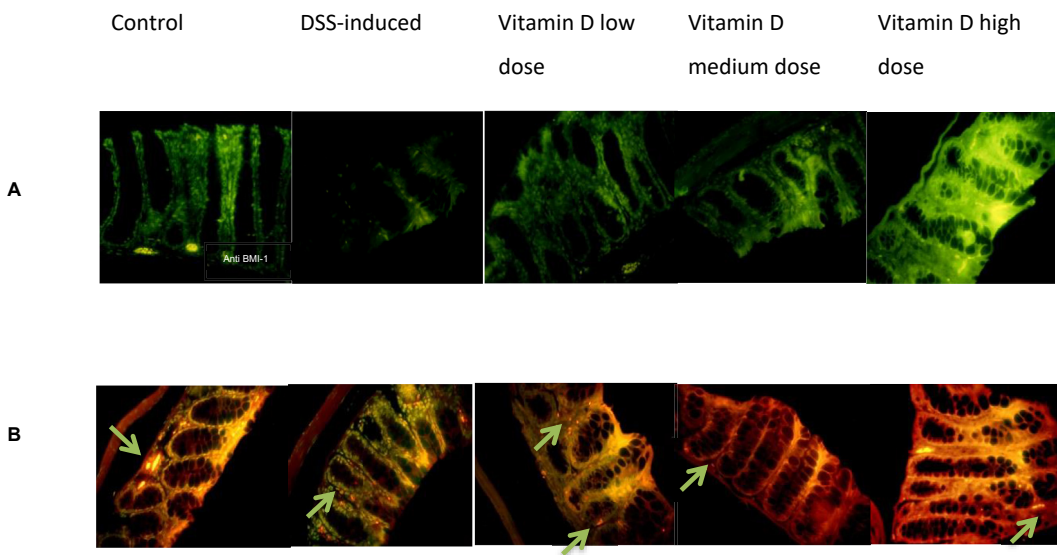 Control
DSS-induced
Vitamin D low
dose
Vitamin D
medium dose
Vitamin D high
dose
A
Anti BMI-1
B